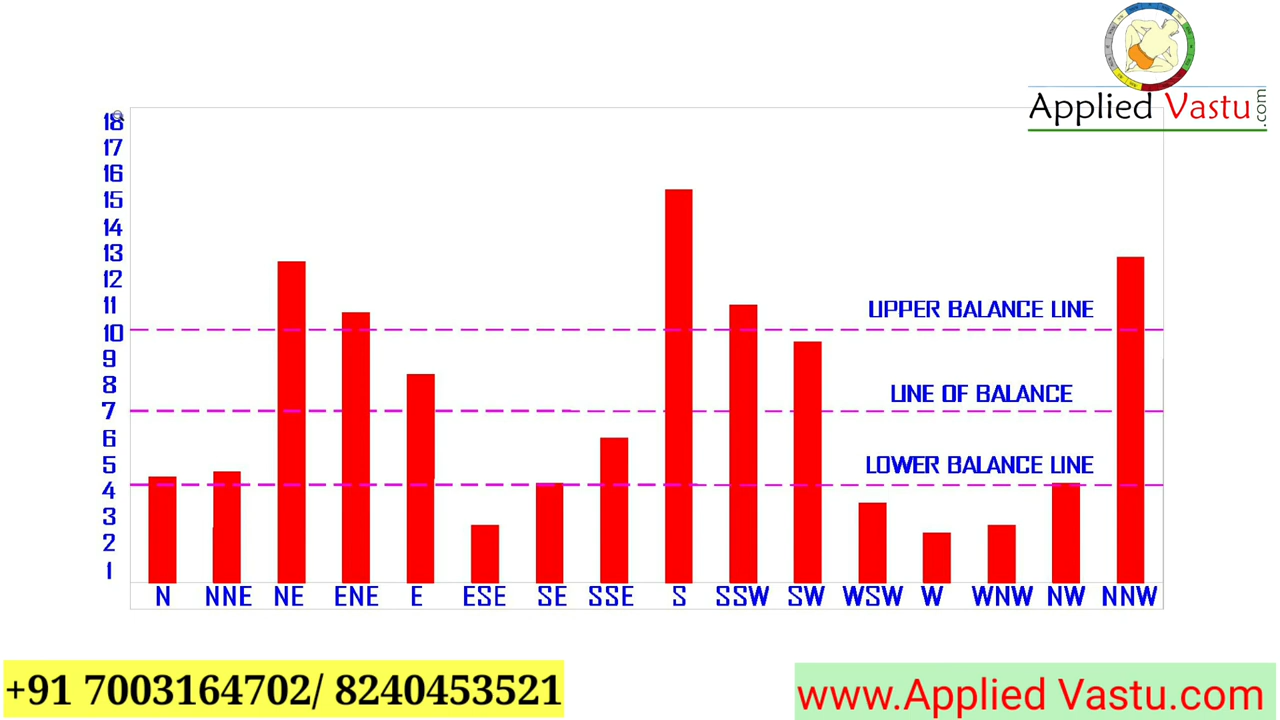 Applied Vastu.com
18
17
16
15
14
13
12
11
10
9
8
7
6
5
4
3
2
1
UPPER BALANCE LINE
LINE OF BALANCE
LOWER BALANCE LINE
N NNE NE ENE E ESE SE SSE S SSW SW WSW W WNW NW NNW
+91 7003164702/ 8240453521
www.Applied Vastu.com